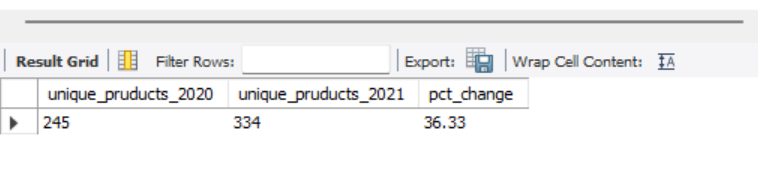 Result Grid Filter Rows: Export: Wrap Cell Content:
unique_pruducts_2020 unique_pruducts_2021 pct_change
245 334 36.33